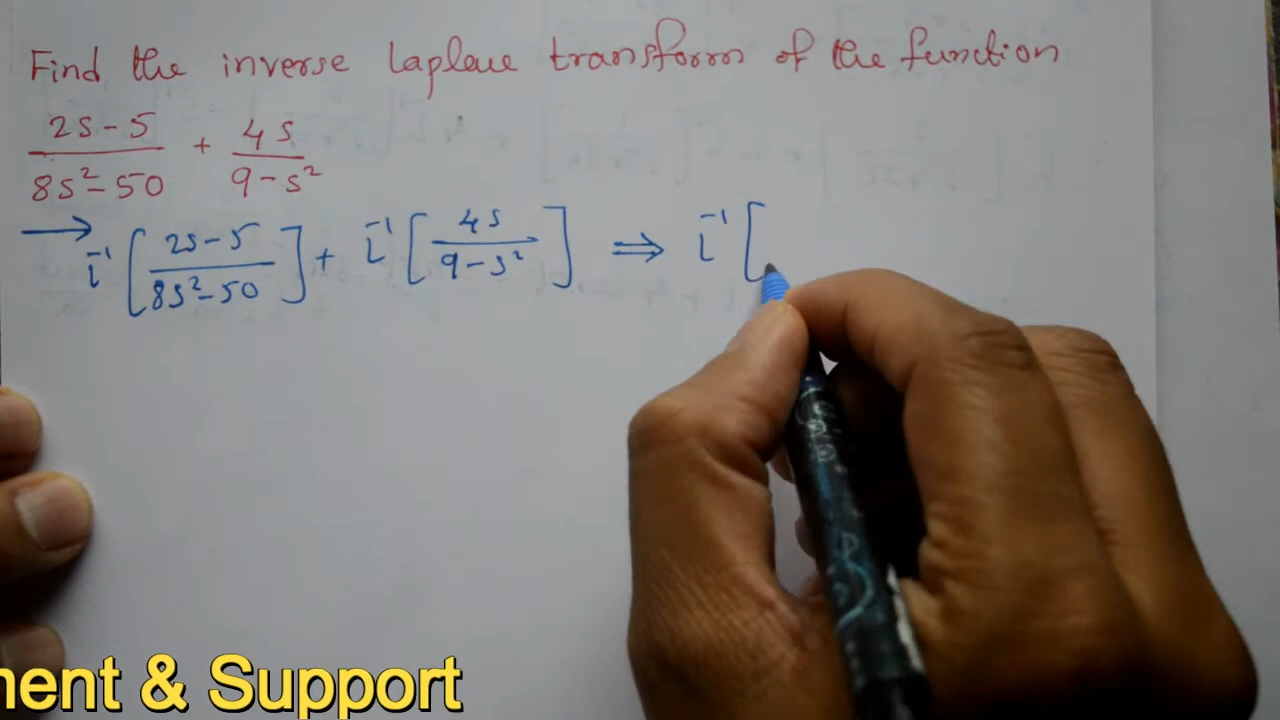 Find the inverse Laplace transform of the function
2s-5/8s²-50 + 4s/9-s²
→ L⁻¹[2s-5/8s²-50] + L⁻¹[4s/9-s²] ⇒ L⁻¹[
ment & Support